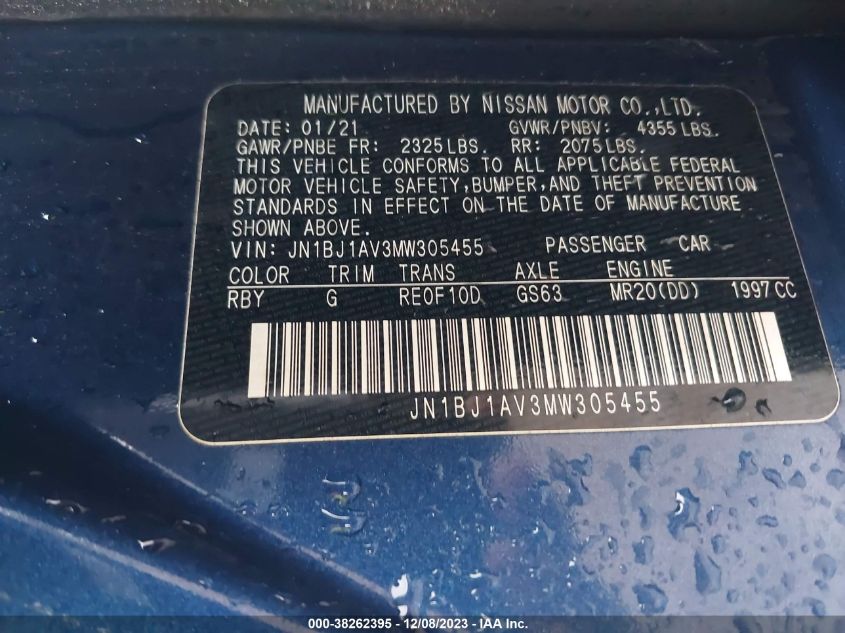 MANUFACTURED BY NISSAN MOTOR CO.,LTD.
DATE: 01/21 GVWR/PNBV: 4355 LBS.
GAWR/PNBE FR: 2325 LBS. RR: 2075 LBS.
THIS VEHICLE CONFORMS TO ALL APPLICABLE FEDERAL
MOTOR VEHICLE SAFETY, BUMPER, AND THEFT PREVENTION
STANDARDS IN EFFECT ON THE DATE OF MANUFACTURE
SHOWN ABOVE.
VIN: JN1BJ1AV3MW305455 PASSENGER CAR
COLOR TRIM TRANS AXLE ENGINE
RBY G RE0F10D GS63 MR20(DD) 1997 CC
JN1BJ1AV3MW305455
000-38262395 - 12/08/2023 - IAA Inc.